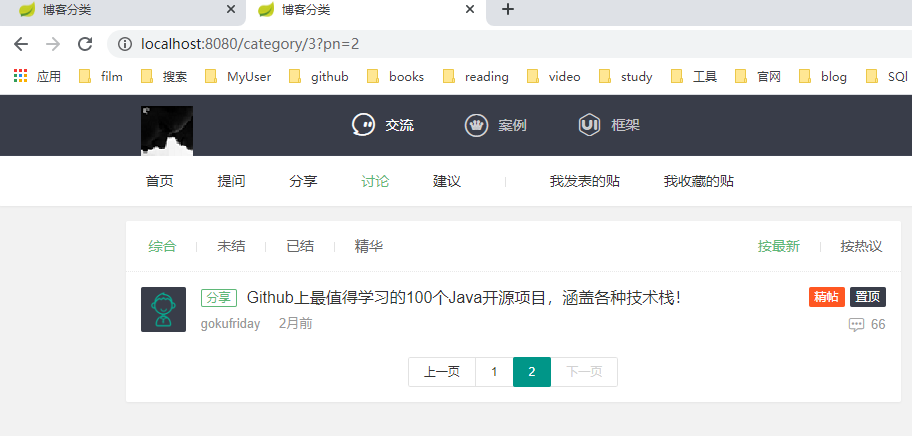 博客分类 博客分类
localhost:8080/category/3?pn=2
应用 film 搜索 MyUser github books reading video study 工具 官网 blog SQl
交流 案例 框架
首页 提问 分享 讨论 建议 我发表的贴 我收藏的贴
综合 未结 已结 精华 按最新 按热议
分享 Github上最值得学习的100个Java开源项目，涵盖各种技术栈！ 精帖 置顶
gokufriday 2月前 66
上一页 1 2 下一页